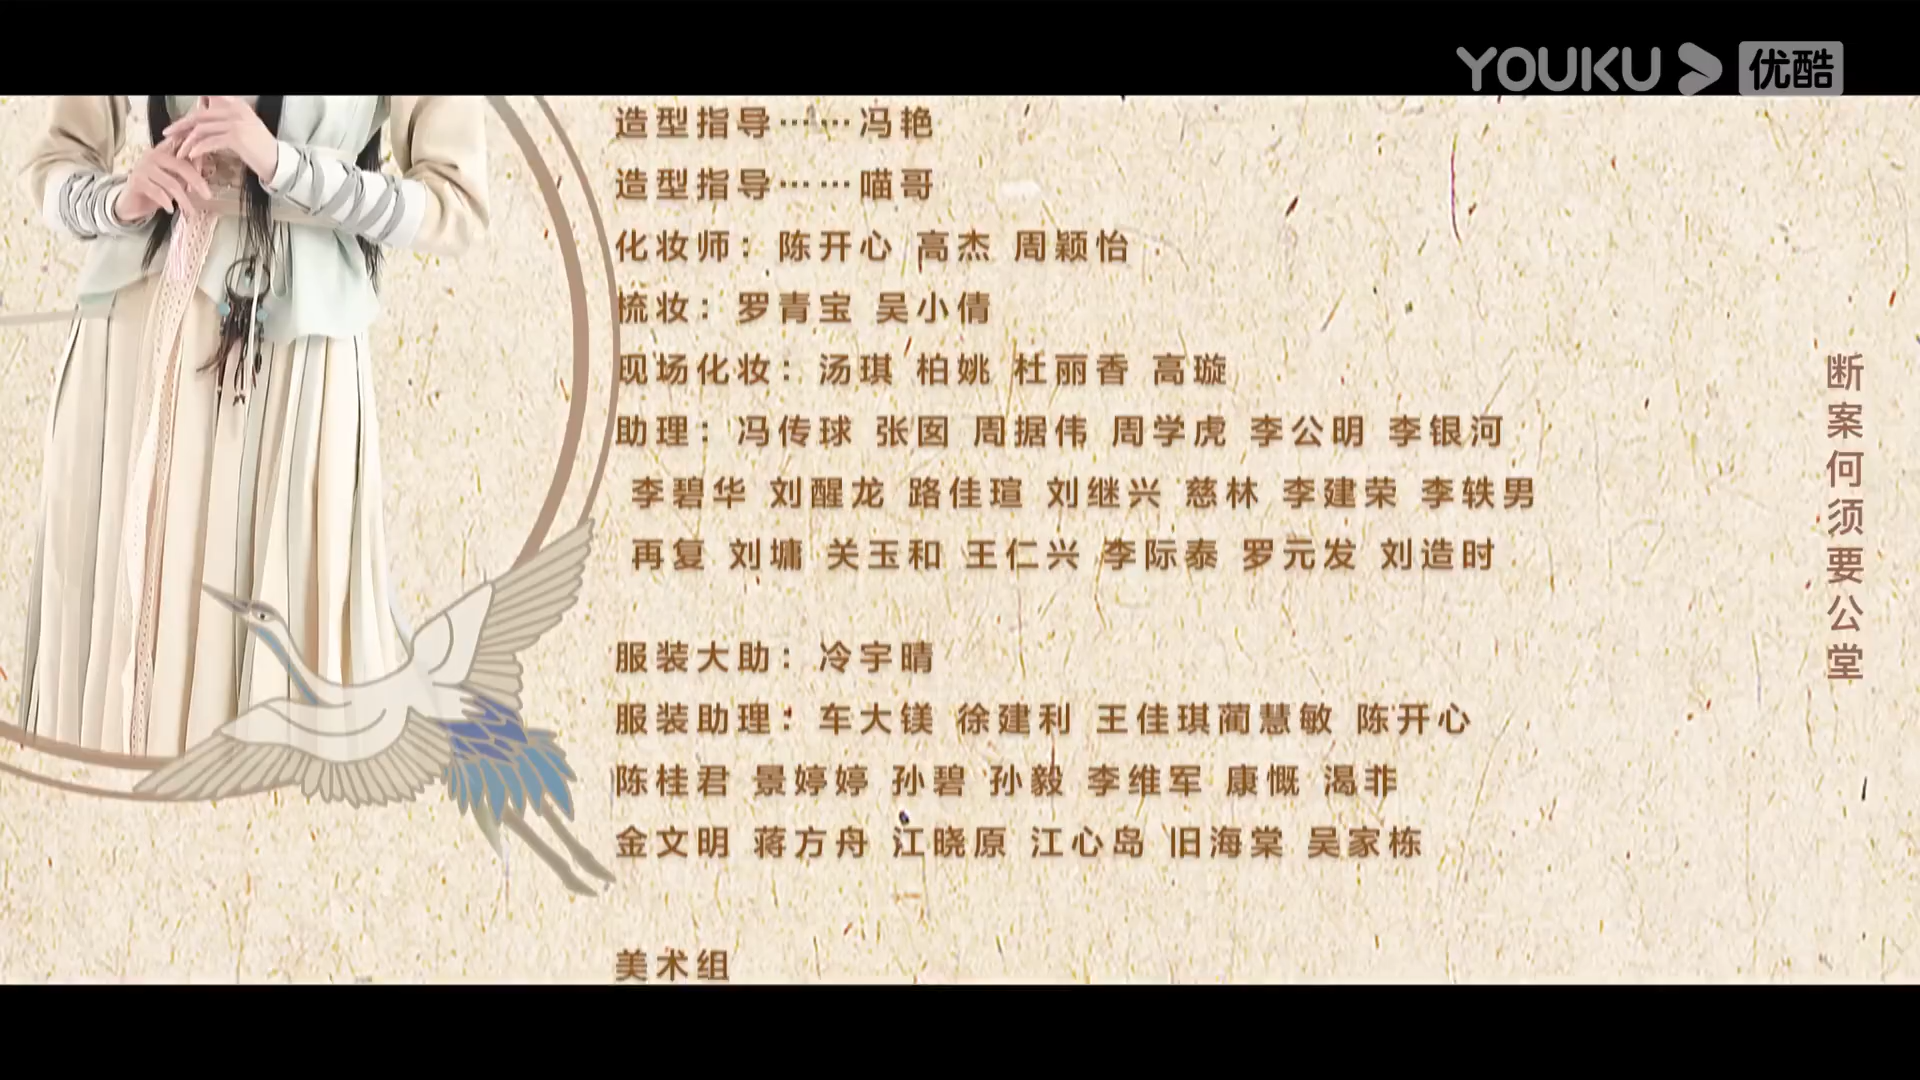 YOUKU 优酷
造型指导……冯艳
造型指导……喵哥
化妆师：陈开心 高杰 周颖怡
梳妆：罗青宝 吴小倩
现场化妆：汤琪 柏姚 杜丽香 高璇
助理：冯传球 张囡 周据伟 周学虎 李公明 李银河
李碧华 刘醒龙 路佳瑄 刘继兴 慈林 李建荣 李轶男
再复 刘墉 关玉和 王仁兴 李际泰 罗元发 刘造时
服装大助：冷宇晴
服装助理：车大镁 徐建利 王佳琪蔺慧敏 陈开心
陈桂君 景婷婷 孙碧 孙毅 李维军 康慨 渴非
金文明 蒋方舟 江晓原 江心岛 旧海棠 吴家栋
美术组
断案何须要公堂